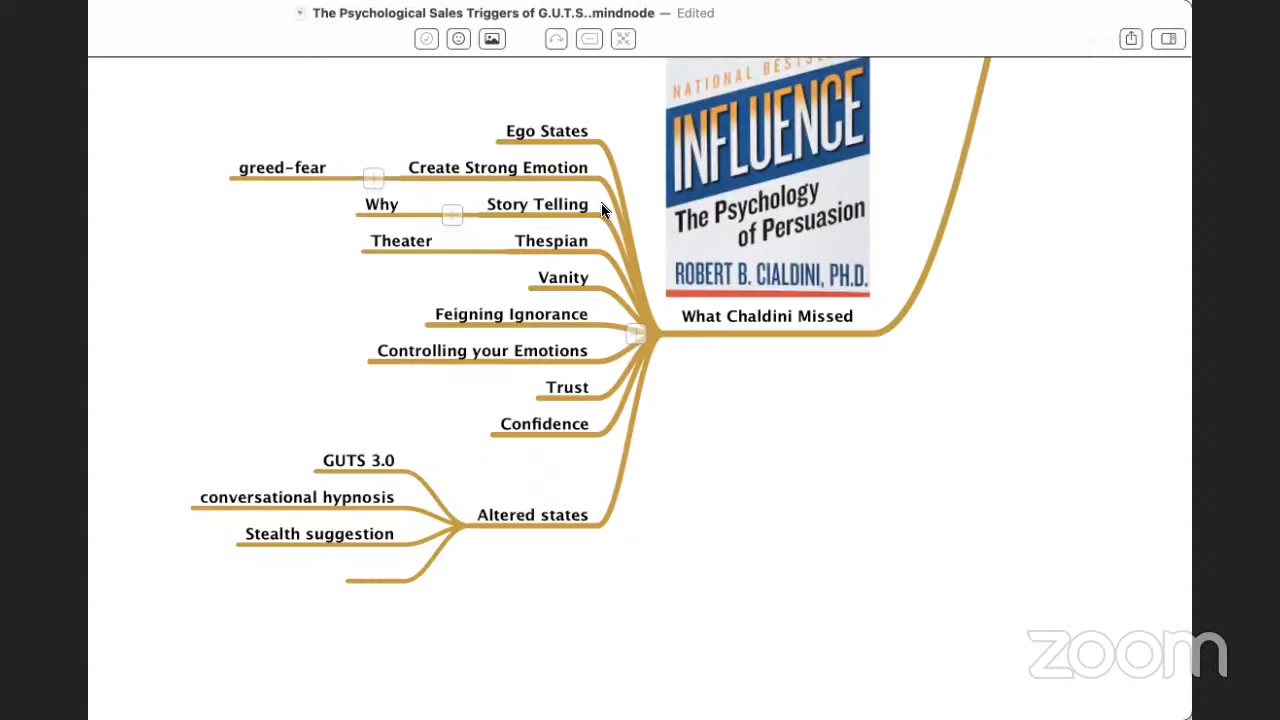 The Psychological Sales Triggers of G.U.T.S..mindnode — Edited
NATIONAL BESTS
INFLUENCE
The Psychology
of Persuasion
ROBERT B. CIALDINI, PH.D.
What Chaldini Missed
Ego States
Create Strong Emotion
greed-fear
Story Telling
Why
Thespian
Theater
Vanity
Feigning Ignorance
Controlling your Emotions
Trust
Confidence
Altered states
GUTS 3.0
conversational hypnosis
Stealth suggestion
zoom